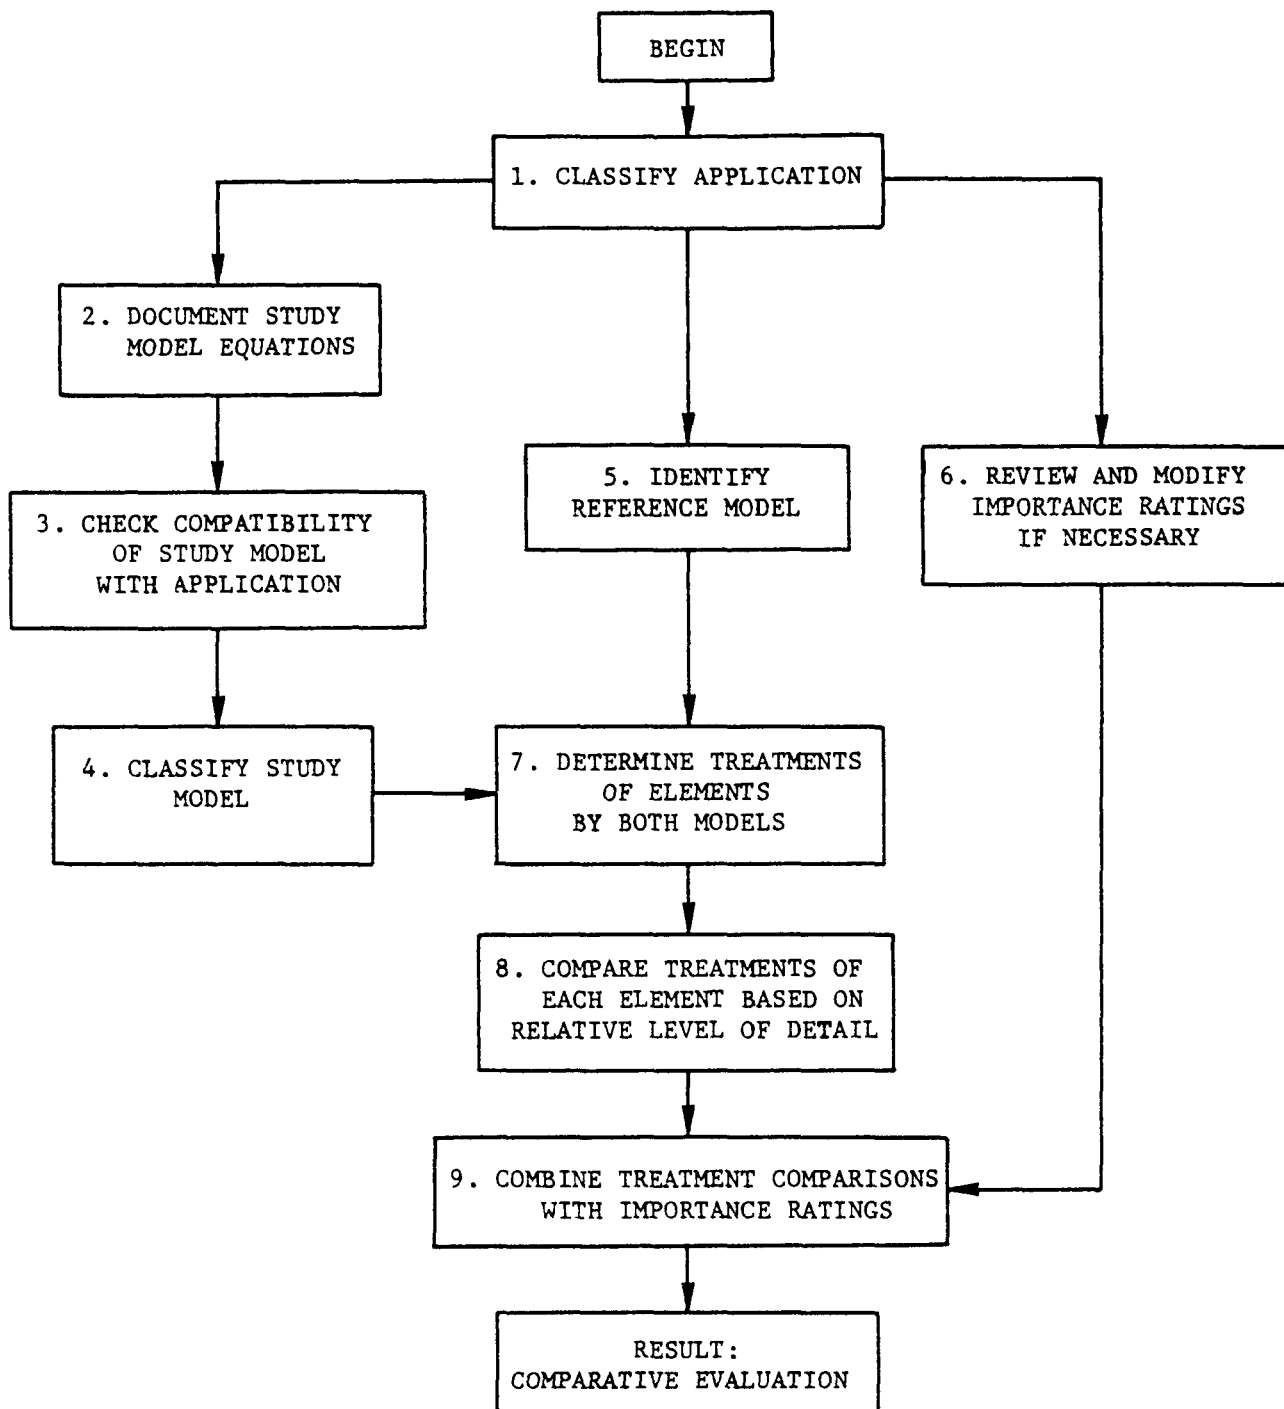 BEGIN
1. CLASSIFY APPLICATION
2. DOCUMENT STUDY
MODEL EQUATIONS
3. CHECK COMPATIBILITY
OF STUDY MODEL
WITH APPLICATION
4. CLASSIFY STUDY
MODEL
5. IDENTIFY
REFERENCE MODEL
6. REVIEW AND MODIFY
IMPORTANCE RATINGS
IF NECESSARY
7. DETERMINE TREATMENTS
OF ELEMENTS
BY BOTH MODELS
8. COMPARE TREATMENTS OF
EACH ELEMENT BASED ON
RELATIVE LEVEL OF DETAIL
9. COMBINE TREATMENT COMPARISONS
WITH IMPORTANCE RATINGS
RESULT:
COMPARATIVE EVALUATION